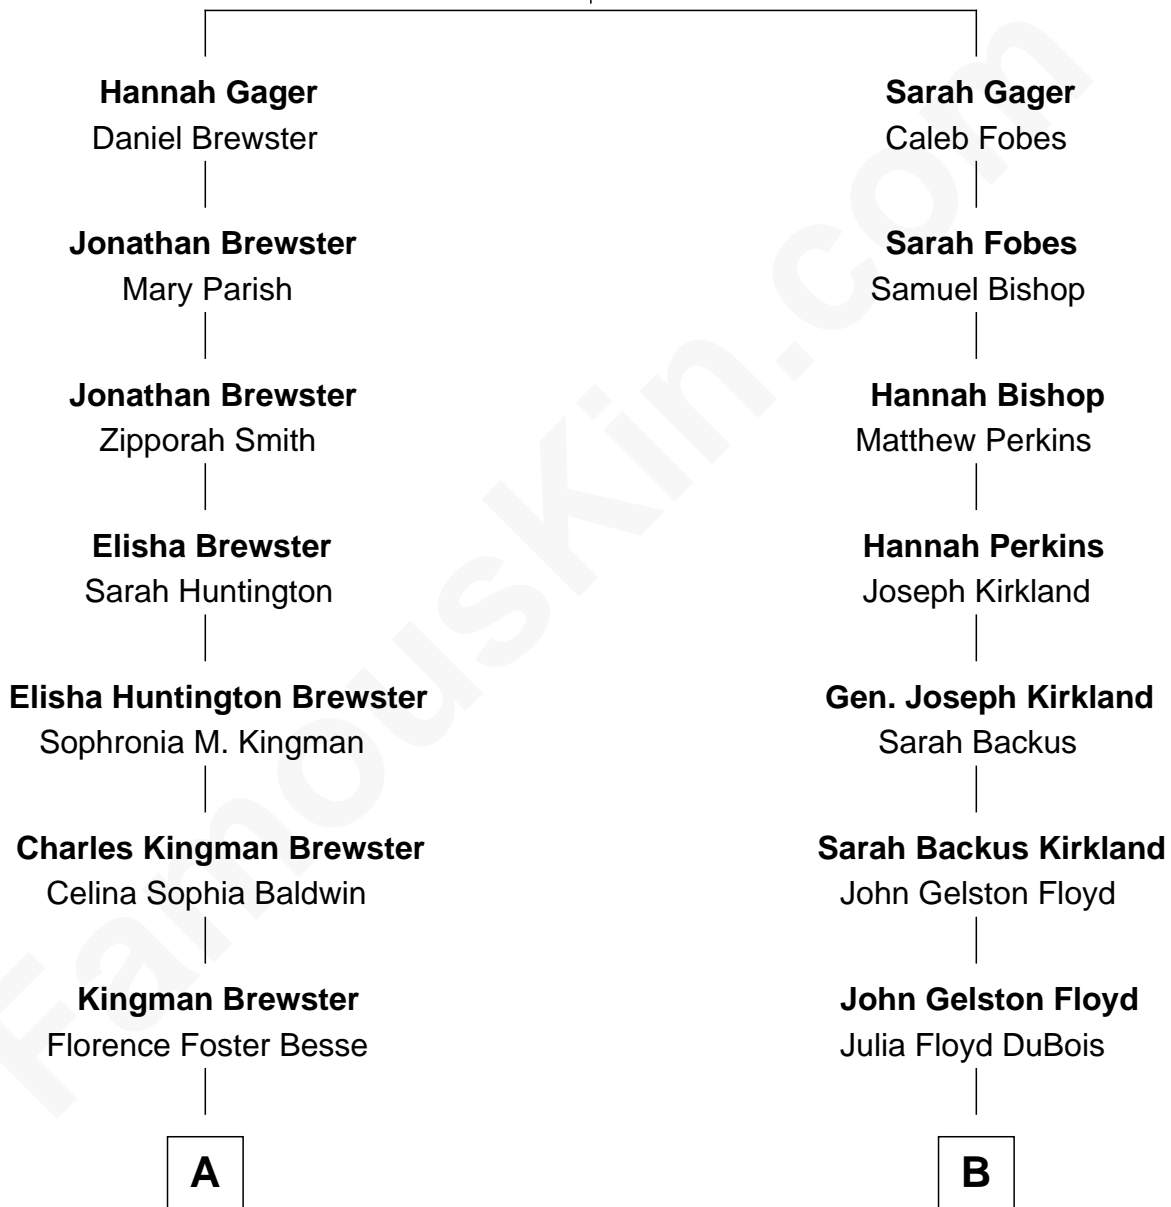 Hannah Gager
Daniel Brewster
Jonathan Brewster
Mary Parish
Jonathan Brewster
Zipporah Smith
Elisha Brewster
Sarah Huntington
Elisha Huntington Brewster
Sophronia M. Kingman
Charles Kingman Brewster
Celina Sophia Baldwin
Kingman Brewster
Florence Foster Besse
A
Sarah Gager
Caleb Fobes
Sarah Fobes
Samuel Bishop
Hannah Bishop
Matthew Perkins
Hannah Perkins
Joseph Kirkland
Gen. Joseph Kirkland
Sarah Backus
Sarah Backus Kirkland
John Gelston Floyd
John Gelston Floyd
Julia Floyd DuBois
B
FamousKin.com